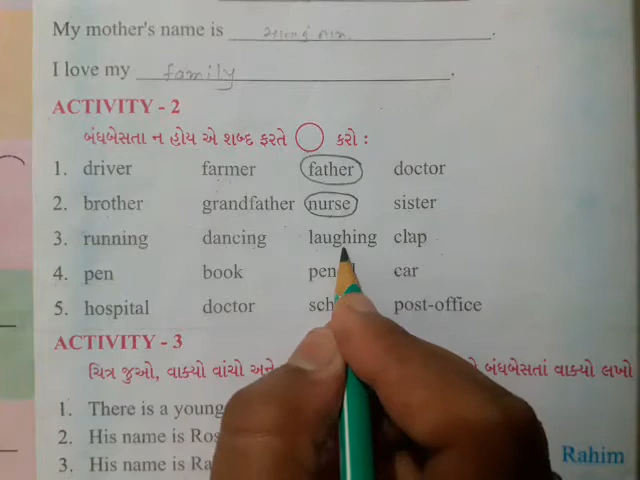 My mother's name is
I love my family
ACTIVITY - 2
બંધબેસતા ન હોય એ શબ્દ ફરતે કરો :
1. driver farmer father doctor
2. brother grandfather nurse sister
3. running dancing laughing clap
4. pen book car
5. hospital doctor post-office
ACTIVITY - 3
ચિત્ર જુઓ, વાક્યો વાંચો અને બંધબેસતાં વાક્યો લખો
1. There is a young
2. His name is
3. His name is
Rahim